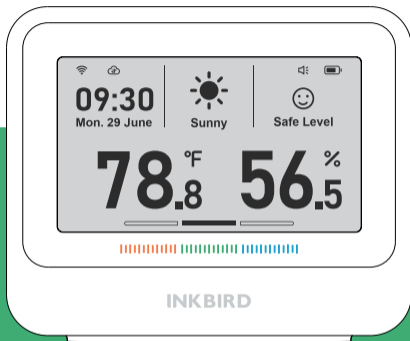 09:30
Mon. 29 June
Sunny
Safe Level
78.8 °F
56.5 %
INKBIRD